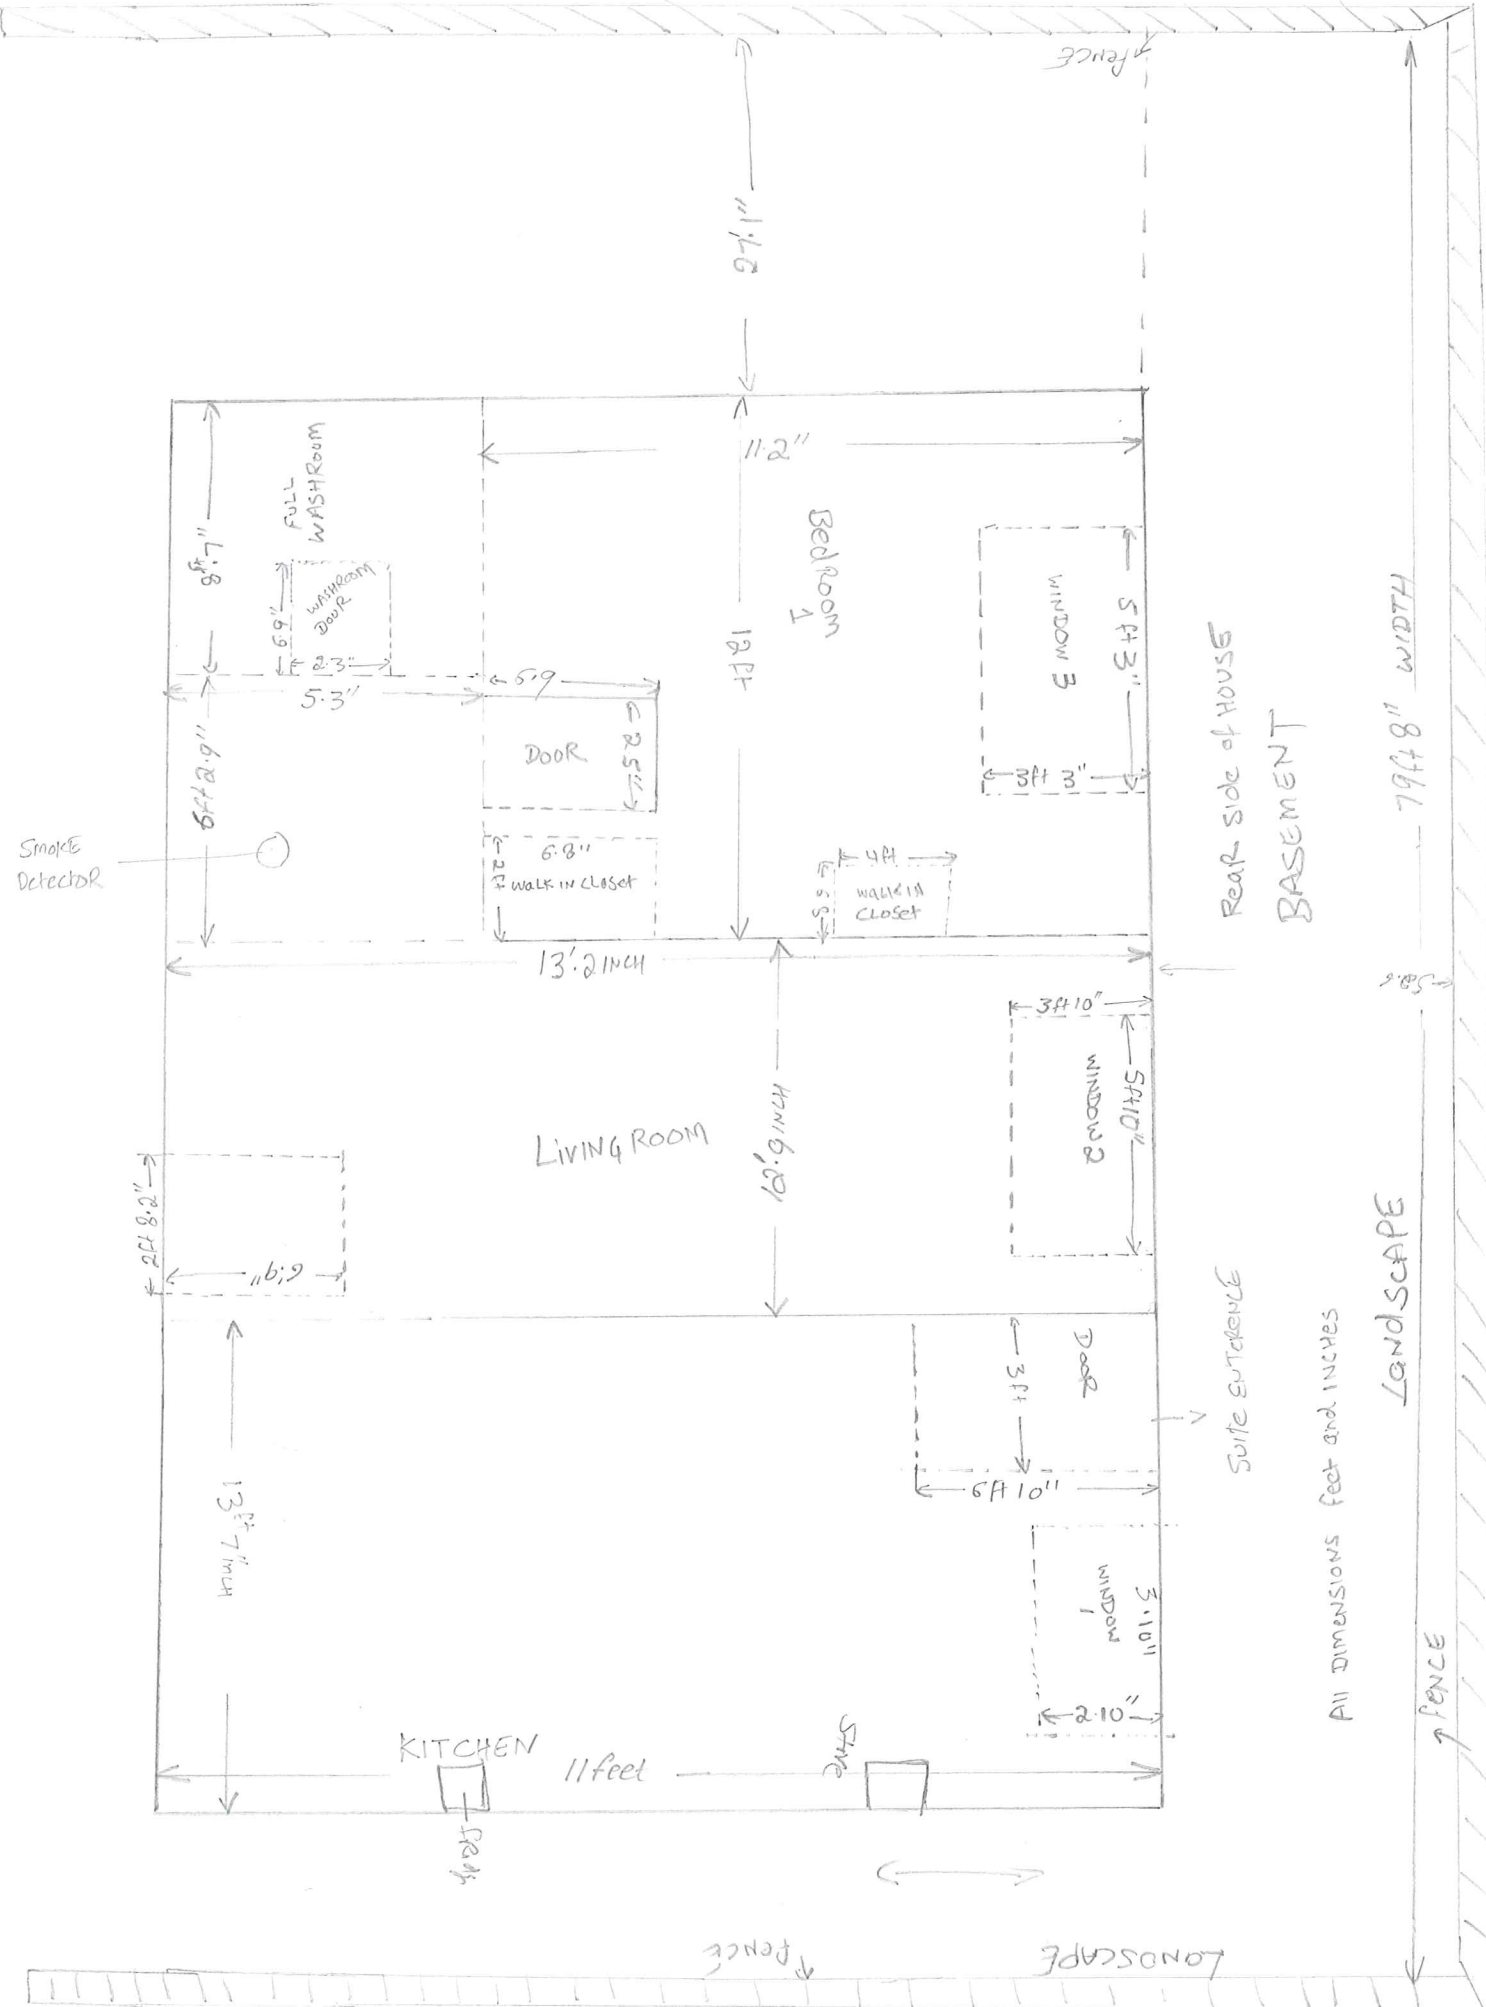 FENCE
27'.1"
FULL
WASHROOM
8ft.7"
WASHROOM
DOOR
6.9"
2.3"
5.3"
11.2"
Bedroom
1
12ft
WINDOW 3
5ft 3"
3ft 3"
6.9
DOOR
2.5"
6ft 2.9"
SMOKE
DETECTOR
6.8"
2ft
WALK IN CLOSET
4ft
WALK IN
CLOSET
13'.2 INCH
Rear Side of HOUSE
BASEMENT
79ft 8" WIDTH
3ft 10"
WINDOW 2
5ft 10"
LIVING ROOM
12'.9 INCH
2ft 8.2"
6'.9"
DOOR
3ft
6ft 10"
SUITE ENTERENCE
All DIMENSIONS feet and INCHES
LANDSCAPE
13ft" 7 INCH
WINDOW
1
3.10"
2.10"
KITCHEN
11 feet
Stove
FENCE
FENCE
LANDSCAPE